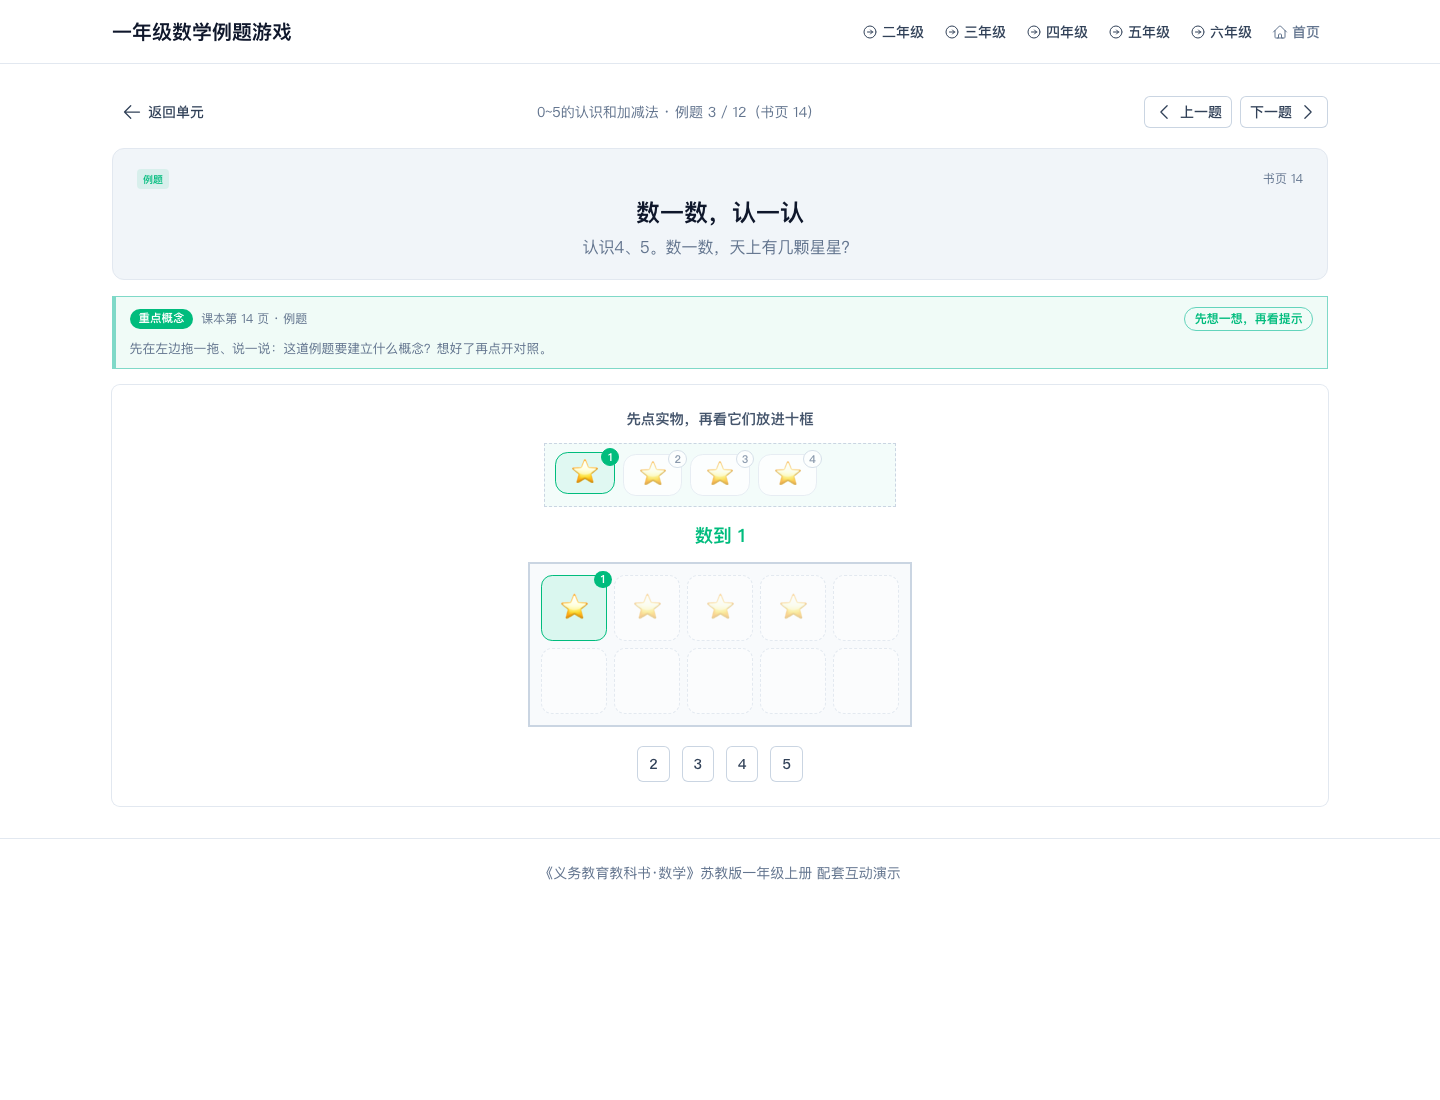 一年级数学例题游戏
二年级 三年级 四年级 五年级 六年级 首页
返回单元
0~5的认识和加减法 · 例题 3 / 12（书页 14）
上一题 下一题
例题
书页 14
数一数，认一认
认识4、5。数一数，天上有几颗星星？
重点概念 课本第 14 页 · 例题
先想一想，再看提示
先在左边拖一拖、说一说：这道例题要建立什么概念？想好了再点开对照。
先点实物，再看它们放进十框
1 2 3 4
数到 1
1
2 3 4 5
《义务教育教科书·数学》苏教版一年级上册 配套互动演示